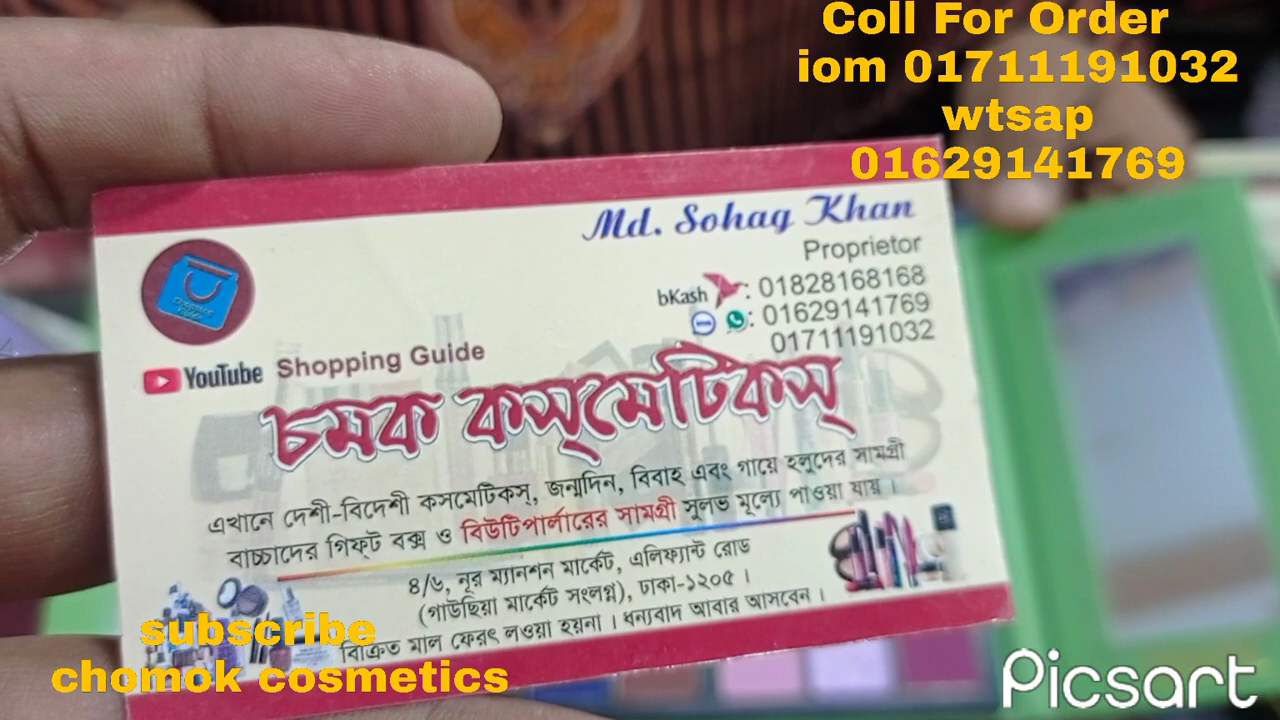 Coll For Order
iom 01711191032
wtsap
01629141769
Md. Sohag Khan
Proprietor
bKash : 01828168168
: 01629141769
01711191032
YouTube Shopping Guide
চমক কস্মেটিকস্
এখানে দেশী-বিদেশী কসমেটিকস্, জন্মদিন, বিবাহ এবং গায়ে হলুদের সামগ্রী
বাচ্চাদের গিফ্ট বক্স ও বিউটিপার্লারের সামগ্রী সুলভ মূল্যে পাওয়া যায় ।
৪/৬, নূর ম্যানশন মার্কেট, এলিফ্যান্ট রোড
(গাউছিয়া মার্কেট সংলগ্ন), ঢাকা-১২০৫ ।
বিক্রিত মাল ফেরৎ লওয়া হয়না । ধন্যবাদ আবার আসবেন ।
subscribe
chomok cosmetics
Picsart